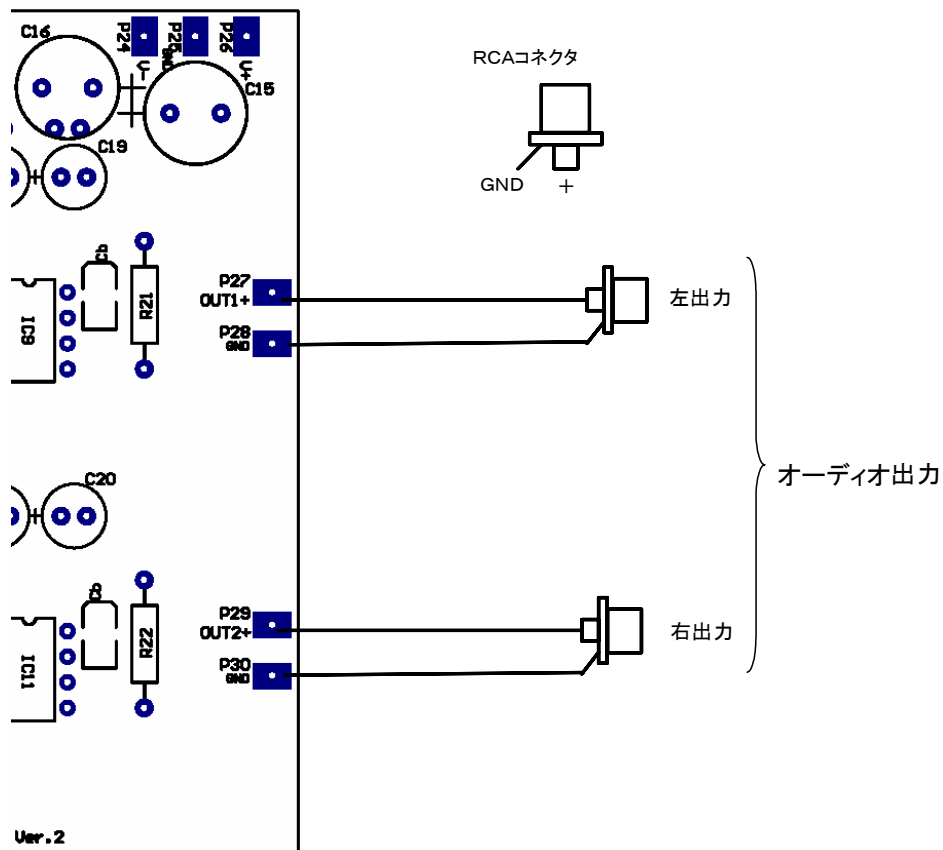 C16
P24
P25
P26
V-
GND
V+
C15
RCAコネクタ
C19
GND
+
Cb
P27
OUT1+
左出力
IC9
R21
P28
GND
オーディオ出力
C20
Cb
P29
OUT2+
右出力
IC11
R22
P30
GND
Ver.2